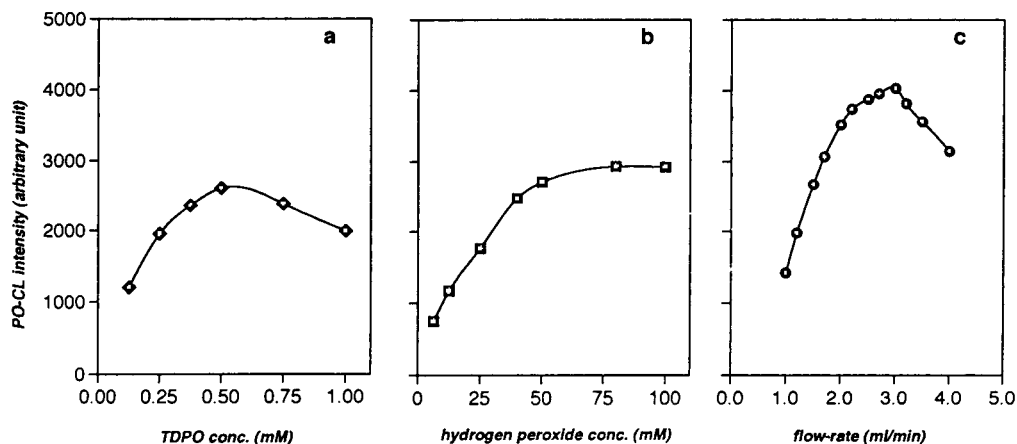 a
b
c
5000
4000
3000
2000
1000
0
PO-CL intensity (arbitrary unit)
0.00 0.25 0.50 0.75 1.00
0 25 50 75 100
0.0 1.0 2.0 3.0 4.0 5.0
TDPO conc. (mM)
hydrogen peroxide conc. (mM)
flow-rate (ml/min)